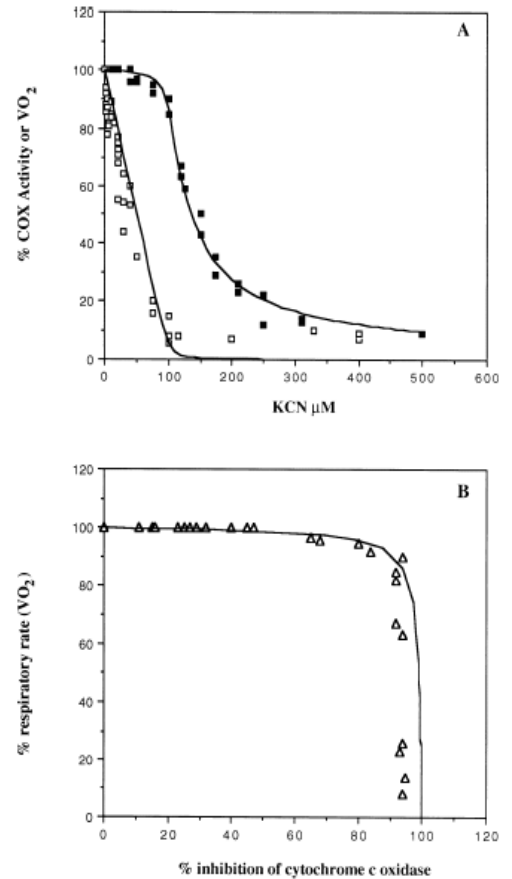 A
120
100
80
60
40
20
0
% COX Activity or VO2
0 100 200 300 400 500 600
KCN µM
B
120
100
80
60
40
20
0
% respiratory rate (VO2)
0 20 40 60 80 100 120
% inhibition of cytochrome c oxidase